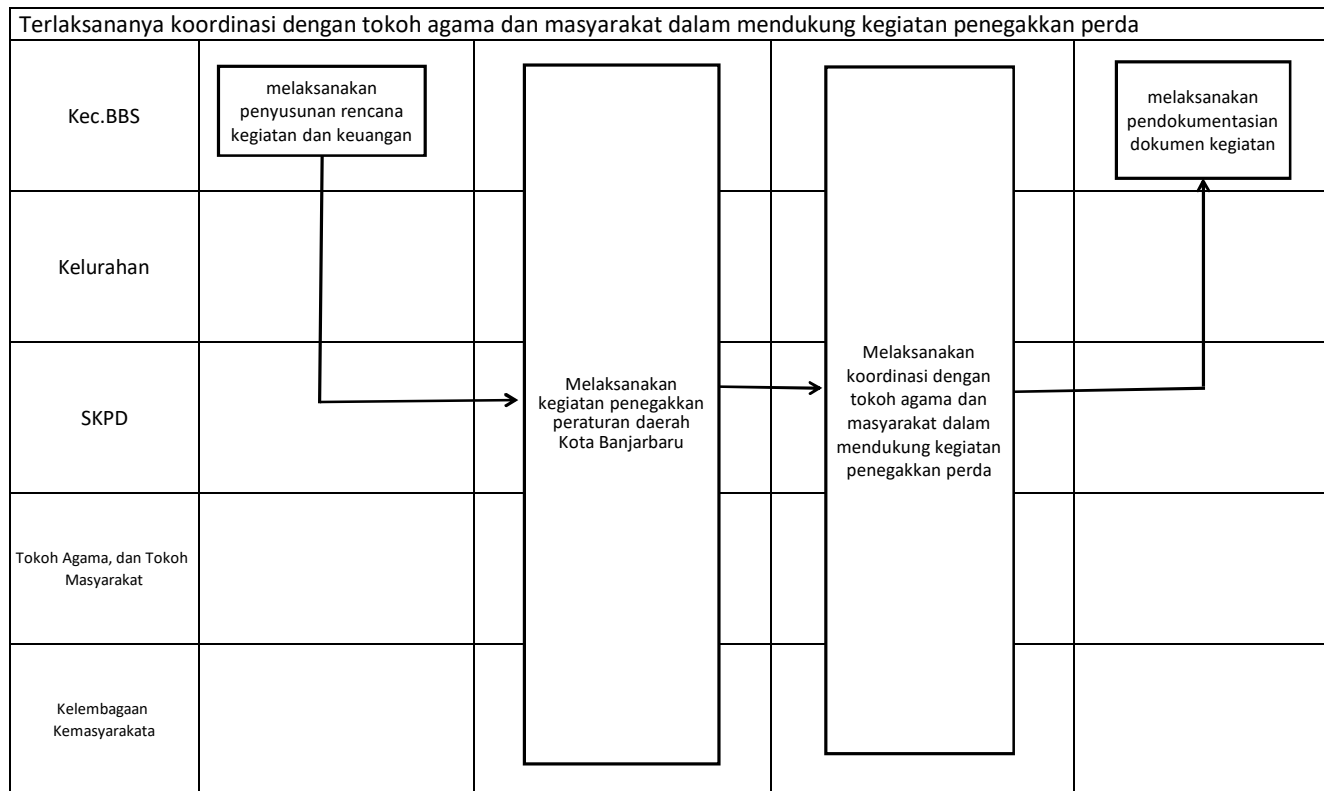 Terlaksananya koordinasi dengan tokoh agama dan masyarakat dalam mendukung kegiatan penegakkan perda
Kec.BBS
melaksanakan
penyusunan rencana
kegiatan dan keuangan
melaksanakan
pendokumentasian
dokumen kegiatan
Kelurahan
SKPD
Melaksanakan
kegiatan penegakkan
peraturan daerah
Kota Banjarbaru
Melaksanakan
koordinasi dengan
tokoh agama dan
masyarakat dalam
mendukung kegiatan
penegakkan perda
Tokoh Agama, dan Tokoh
Masyarakat
Kelembagaan
Kemasyarakata